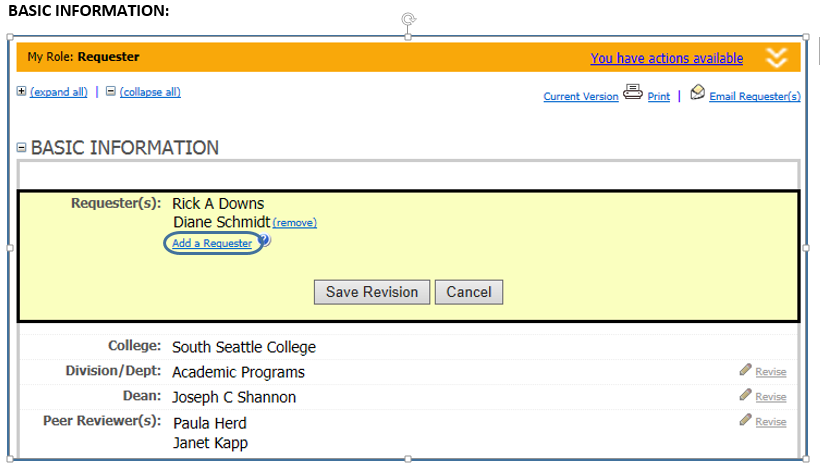 BASIC INFORMATION:
My Role: Requester You have actions available
(expand all) | (collapse all) Current Version Print | Email Requester(s)
BASIC INFORMATION
Requester(s): Rick A Downs
Diane Schmidt (remove)
Add a Requester ?
Save Revision Cancel
College: South Seattle College
Division/Dept: Academic Programs Revise
Dean: Joseph C Shannon Revise
Peer Reviewer(s): Paula Herd Revise
Janet Kapp